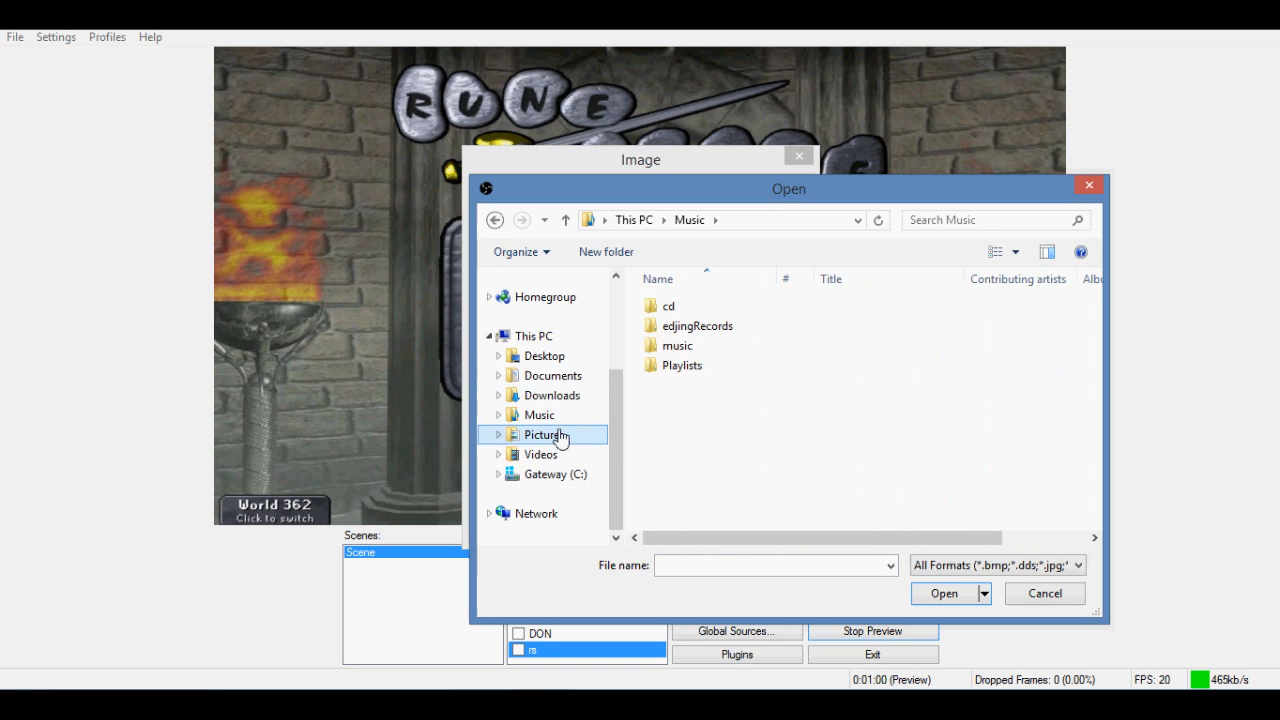 File Settings Profiles Help
RUNE
Image
Open
This PC Music
Search Music
Organize New folder
Name # Title Contributing artists Albu
Homegroup
This PC
Desktop
Documents
Downloads
Music
Pictur
Videos
Gateway (C:)
Network
cd
edjingRecords
music
Playlists
File name:
All Formats (*.bmp;*.dds;*.jpg;*
Open Cancel
World 362
Click to switch
Scenes:
Scene
DON
rs
Global Sources...
Stop Preview
Plugins
Exit
0:01:00 (Preview) Dropped Frames: 0 (0.00%) FPS: 20 465kb/s